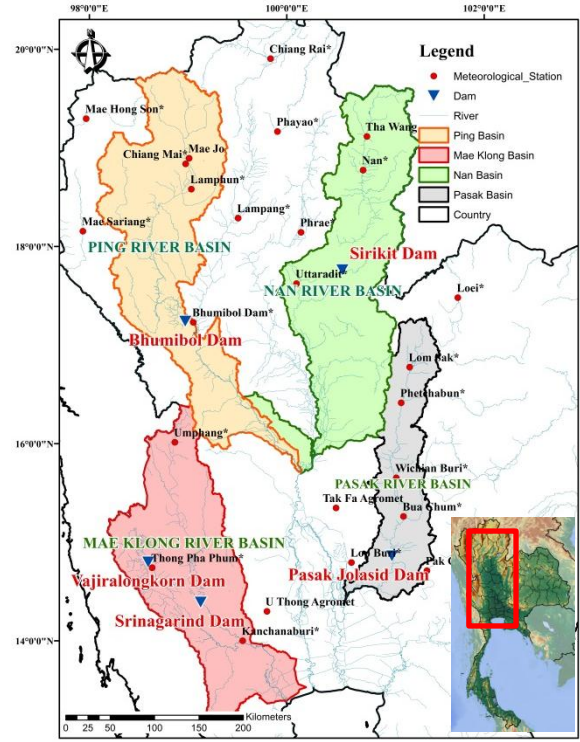 98°0'0"E 100°0'0"E 102°0'0"E
20°0'0"N
Chiang Rai*
Legend
Meteorological_Station
Dam
River
Ping Basin
Mae Klong Basin
Nan Basin
Pasak Basin
Country
Mae Hong Son*
Phayao*
Tha Wang
Chiang Mai*
Mae Jo
Nan*
Lamphun*
Lampang*
Mae Sariang*
Phrae*
18°0'0"N
PING RIVER BASIN
Sirikit Dam
Uttaradit*
NAN RIVER BASIN
Loei*
Bhumibol Dam*
Bhumibol Dam
Lom Sak*
Phetchabun*
16°0'0"N
Umphang*
Wichian Buri*
PASAK RIVER BASIN
Tak Fa Agromet
Bua Chum*
MAE KLONG RIVER BASIN
Thong Pha Phum*
Lop Buri*
Vajiralongkorn Dam
Pasak Jolasid Dam
Pak
Srinagarind Dam
U Thong Agromet
14°0'0"N
Kanchanaburi*
Kilometers
0 25 50 100 150 200